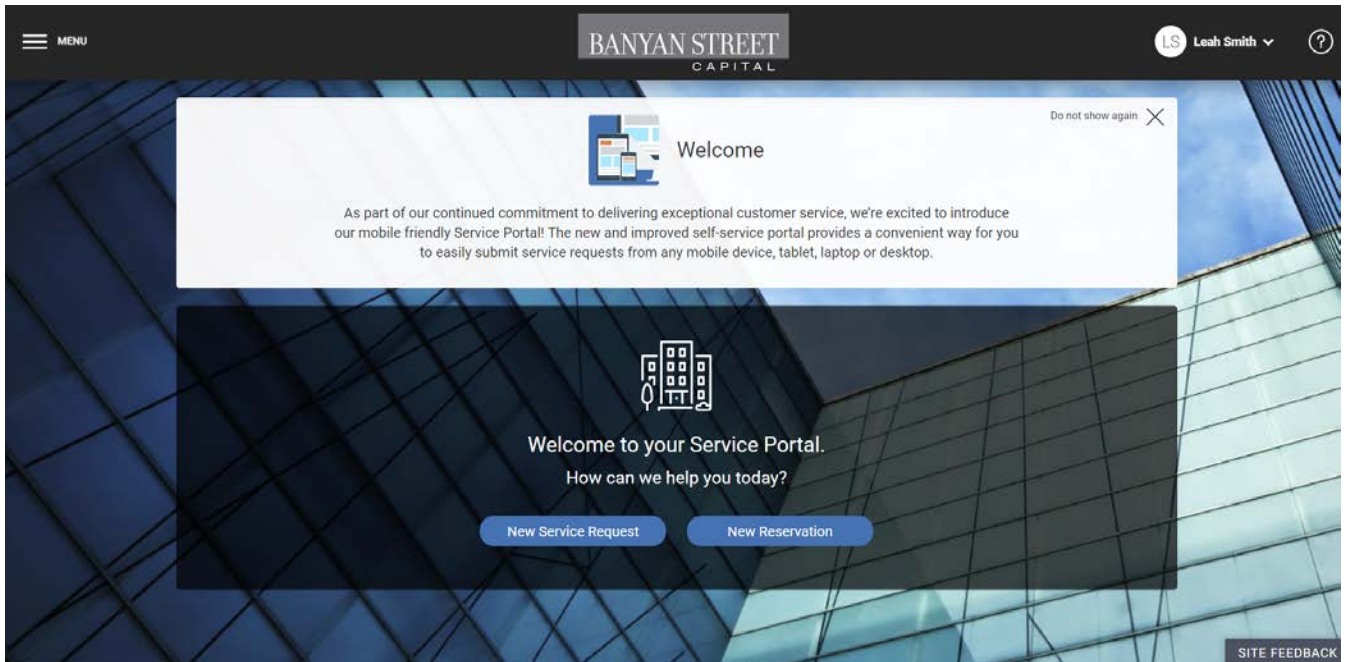 MENU
BANYAN STREET
CAPITAL
LS Leah Smith
?
Do not show again
Welcome
As part of our continued commitment to delivering exceptional customer service, we're excited to introduce
our mobile friendly Service Portal! The new and improved self-service portal provides a convenient way for you
to easily submit service requests from any mobile device, tablet, laptop or desktop.
Welcome to your Service Portal.
How can we help you today?
New Service Request
New Reservation
SITE FEEDBACK